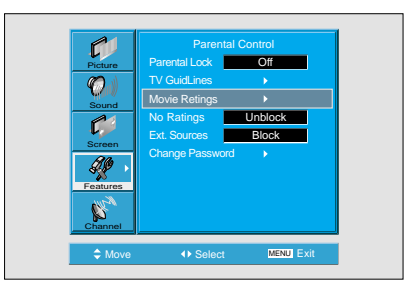 Parental Control
Picture
Parental Lock Off
TV GuidLines
Sound
Movie Retings
No Ratings Unblock
Ext. Sources Block
Screen
Change Password
Features
Channel
Move Select MENU Exit